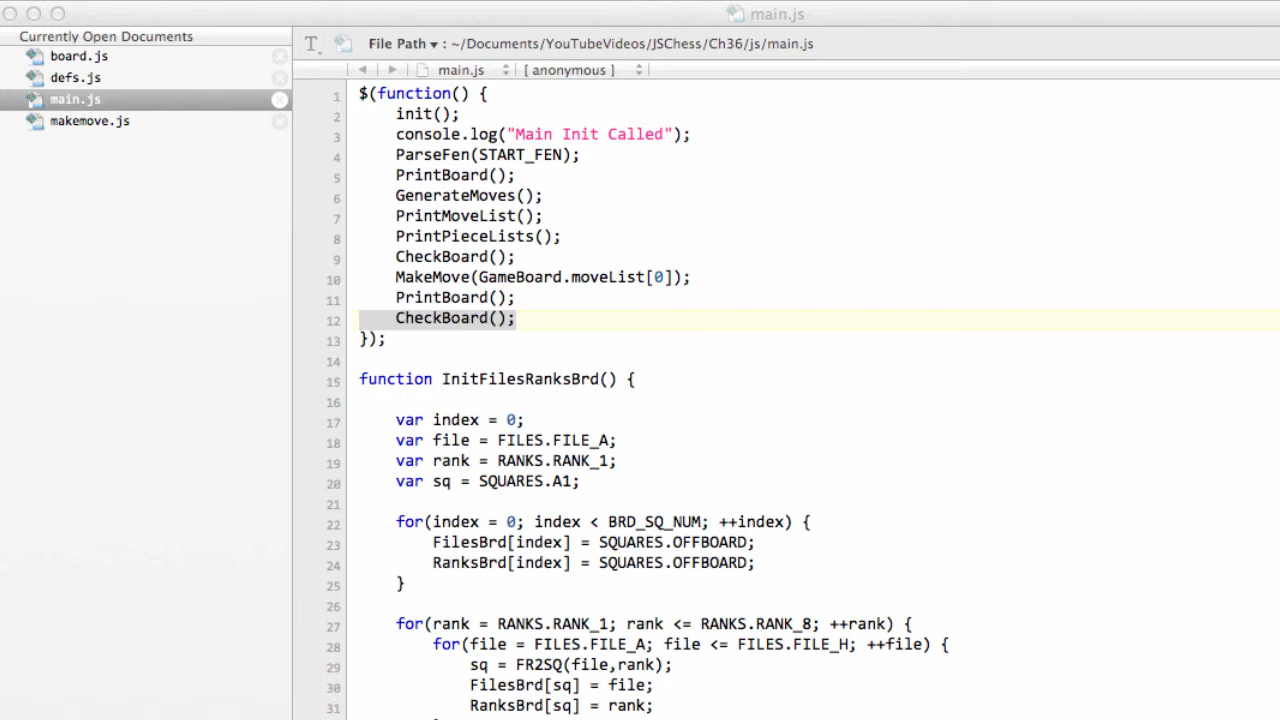 main.js
Currently Open Documents
board.js
defs.js
main.js
makemove.js
T
File Path ▾ : ~/Documents/YouTubeVideos/JSChess/Ch36/js/main.js
main.js [ anonymous ]
1 $(function() {
2 init();
3 console.log("Main Init Called");
4 ParseFen(START_FEN);
5 PrintBoard();
6 GenerateMoves();
7 PrintMoveList();
8 PrintPieceLists();
9 CheckBoard();
10 MakeMove(GameBoard.moveList[0]);
11 PrintBoard();
12 CheckBoard();
13 });
14
15 function InitFilesRanksBrd() {
16
17 var index = 0;
18 var file = FILES.FILE_A;
19 var rank = RANKS.RANK_1;
20 var sq = SQUARES.A1;
21
22 for(index = 0; index < BRD_SQ_NUM; ++index) {
23 FilesBrd[index] = SQUARES.OFFBOARD;
24 RanksBrd[index] = SQUARES.OFFBOARD;
25 }
26
27 for(rank = RANKS.RANK_1; rank <= RANKS.RANK_8; ++rank) {
28 for(file = FILES.FILE_A; file <= FILES.FILE_H; ++file) {
29 sq = FR2SQ(file,rank);
30 FilesBrd[sq] = file;
31 RanksBrd[sq] = rank;